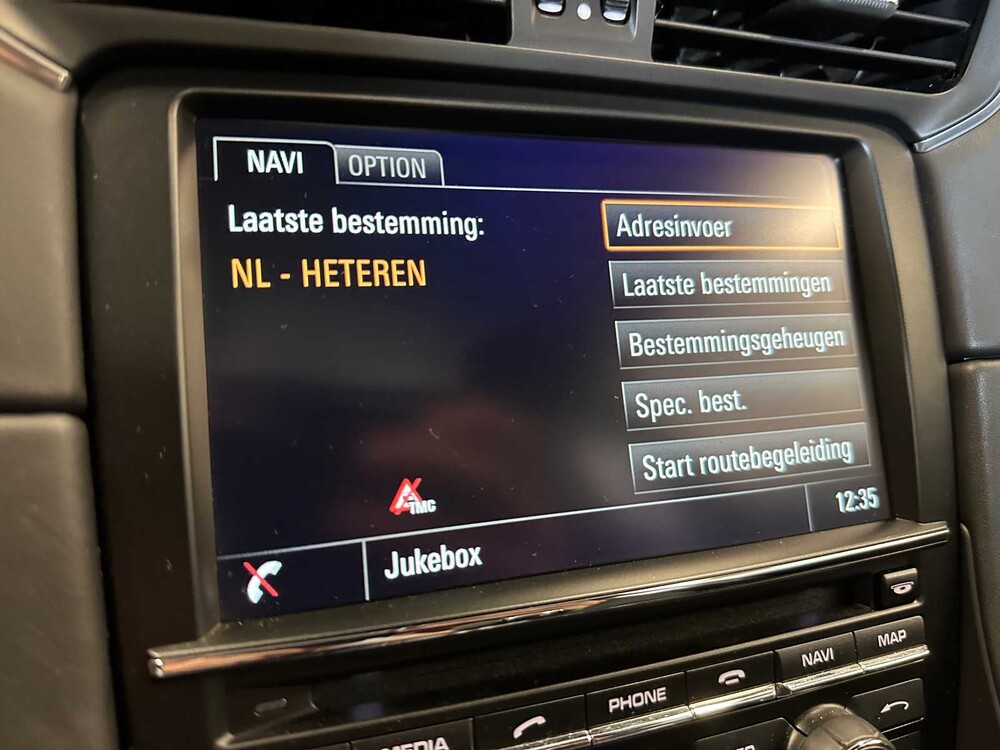 NAVI OPTION
Laatste bestemming:
NL - HETEREN
Adresinvoer
Laatste bestemmingen
Bestemmingsgeheugen
Spec. best.
Start routebegeleiding
TMC
12:35
Jukebox
MEDIA PHONE NAVI MAP